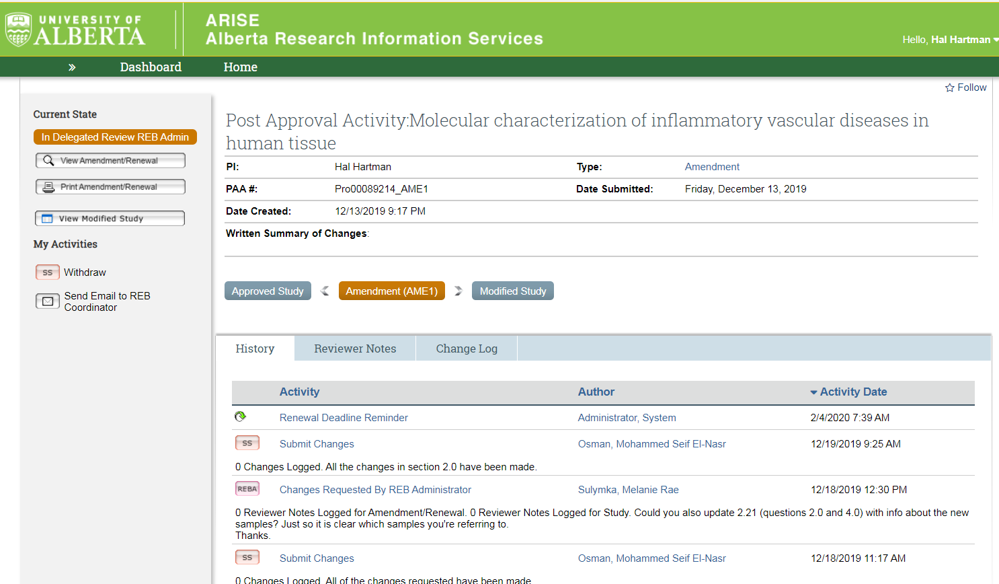 UNIVERSITY OF
ALBERTA
ARISE
Alberta Research Information Services
Hello, Hal Hartman
» Dashboard Home
Follow
Current State
In Delegated Review REB Admin
View Amendment/Renewal
Print Amendment/Renewal
View Modified Study
My Activities
SS Withdraw
Send Email to REB
Coordinator
Post Approval Activity:Molecular characterization of inflammatory vascular diseases in
human tissue
PI: Hal Hartman Type: Amendment
PAA #: Pro00089214_AME1 Date Submitted: Friday, December 13, 2019
Date Created: 12/13/2019 9:17 PM
Written Summary of Changes:
Approved Study Amendment (AME1) Modified Study
History Reviewer Notes Change Log
Activity Author Activity Date
Renewal Deadline Reminder Administrator, System 2/4/2020 7:39 AM
SS Submit Changes Osman, Mohammed Seif El-Nasr 12/19/2019 9:25 AM
0 Changes Logged. All the changes in section 2.0 have been made.
REBA Changes Requested By REB Administrator Sulymka, Melanie Rae 12/18/2019 12:30 PM
0 Reviewer Notes Logged for Amendment/Renewal. 0 Reviewer Notes Logged for Study. Could you also update 2.21 (questions 2.0 and 4.0) with info about the new
samples? Just so it is clear which samples you're referring to.
Thanks.
SS Submit Changes Osman, Mohammed Seif El-Nasr 12/18/2019 11:17 AM
0 Changes Logged. All of the changes requested have been made.